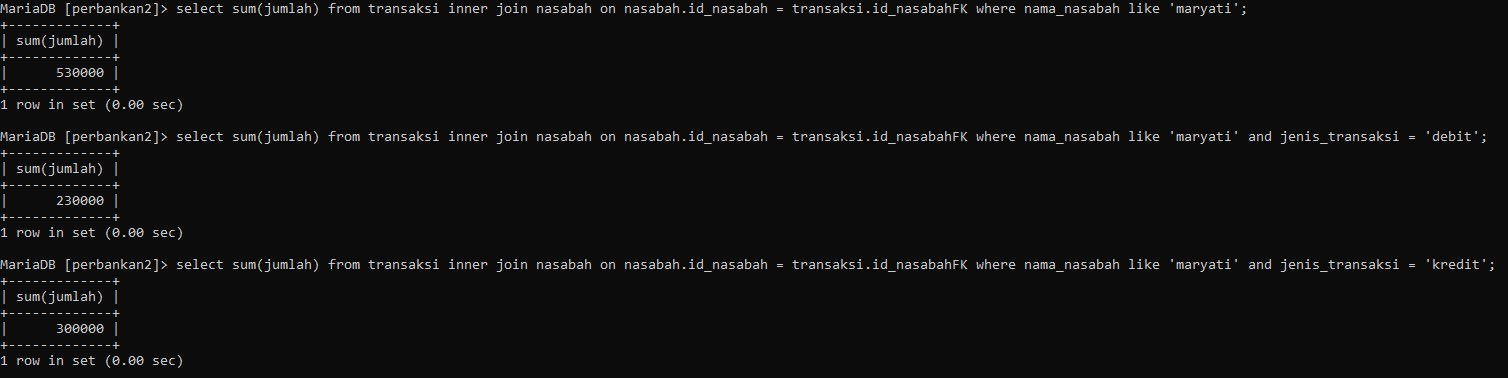 MariaDB [perbankan2]> select sum(jumlah) from transaksi inner join nasabah on nasabah.id_nasabah = transaksi.id_nasabahFK where nama_nasabah like 'maryati';
+-------------+
| sum(jumlah) |
+-------------+
|      530000 |
+-------------+
1 row in set (0.00 sec)

MariaDB [perbankan2]> select sum(jumlah) from transaksi inner join nasabah on nasabah.id_nasabah = transaksi.id_nasabahFK where nama_nasabah like 'maryati' and jenis_transaksi = 'debit';
+-------------+
| sum(jumlah) |
+-------------+
|      230000 |
+-------------+
1 row in set (0.00 sec)

MariaDB [perbankan2]> select sum(jumlah) from transaksi inner join nasabah on nasabah.id_nasabah = transaksi.id_nasabahFK where nama_nasabah like 'maryati' and jenis_transaksi = 'kredit';
+-------------+
| sum(jumlah) |
+-------------+
|      300000 |
+-------------+
1 row in set (0.00 sec)